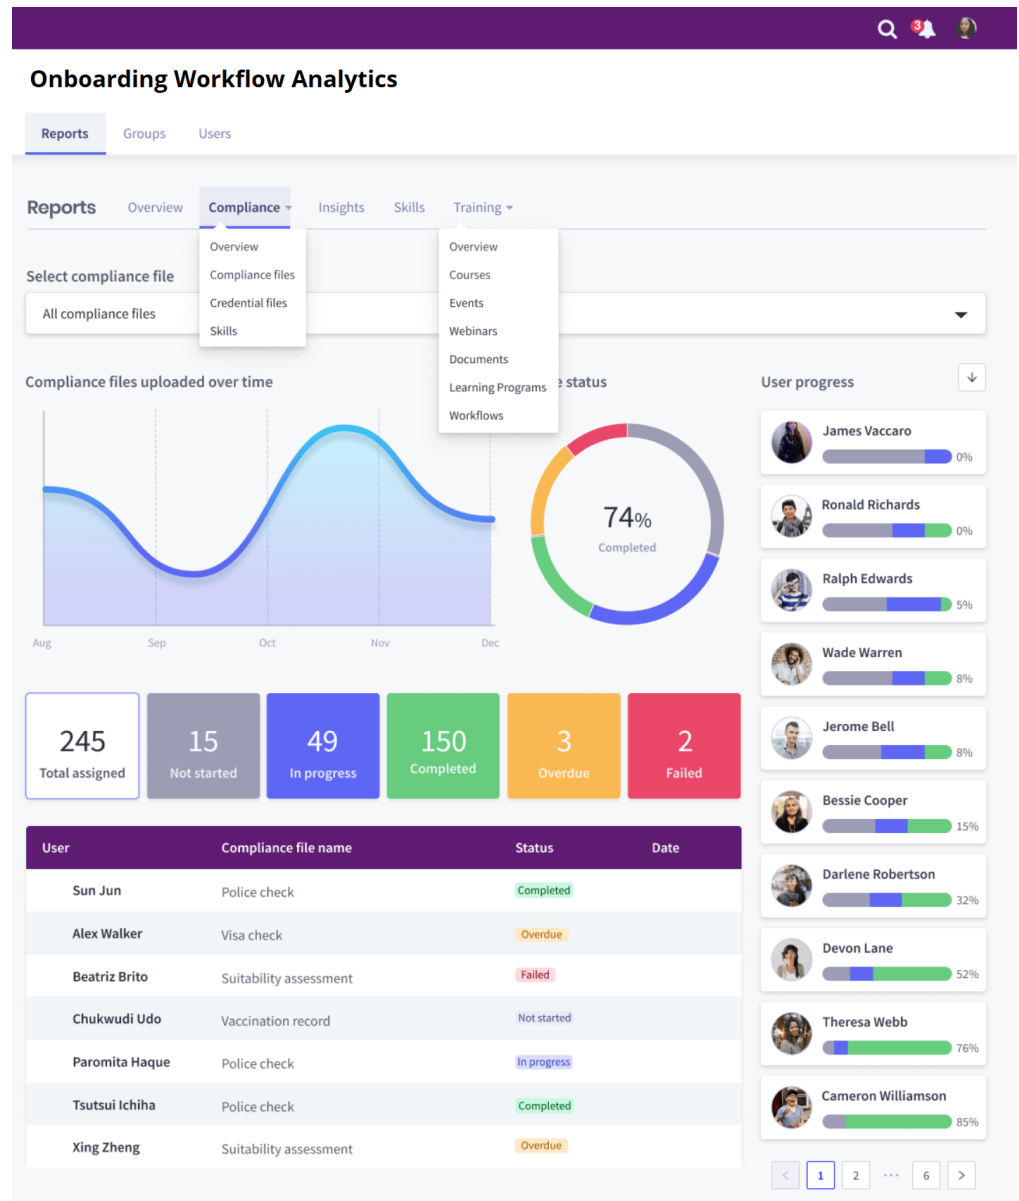 3
Onboarding Workflow Analytics
Reports Groups Users
Reports Overview Compliance Insights Skills Training
Overview
Compliance files
Credential files
Skills
Overview
Courses
Events
Webinars
Documents
Learning Programs
Workflows
Select compliance file
All compliance files
Compliance files uploaded over time
Aug Sep Oct Nov Dec
e status
74%
Completed
User progress
James Vaccaro
0%
Ronald Richards
0%
Ralph Edwards
5%
Wade Warren
8%
Jerome Bell
8%
Bessie Cooper
15%
Darlene Robertson
32%
Devon Lane
52%
Theresa Webb
76%
Cameron Williamson
85%
< 1 2 ••• 6 >
245
Total assigned
15
Not started
49
In progress
150
Completed
3
Overdue
2
Failed
User Compliance file name Status Date
Sun Jun Police check Completed
Alex Walker Visa check Overdue
Beatriz Brito Suitability assessment Failed
Chukwudi Udo Vaccination record Not started
Paromita Haque Police check In progress
Tsutsui Ichiha Police check Completed
Xing Zheng Suitability assessment Overdue